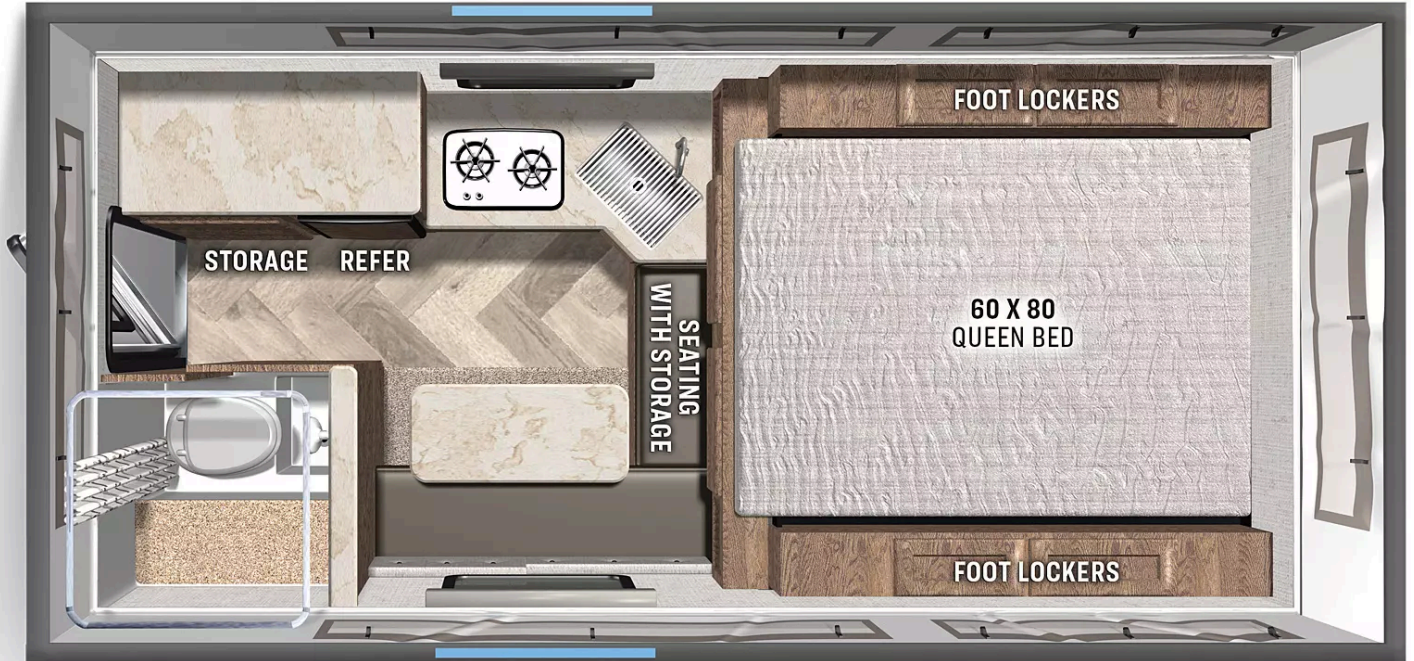 FOOT LOCKERS
STORAGE
REFER
SEATING
WITH STORAGE
60 X 80
QUEEN BED
FOOT LOCKERS